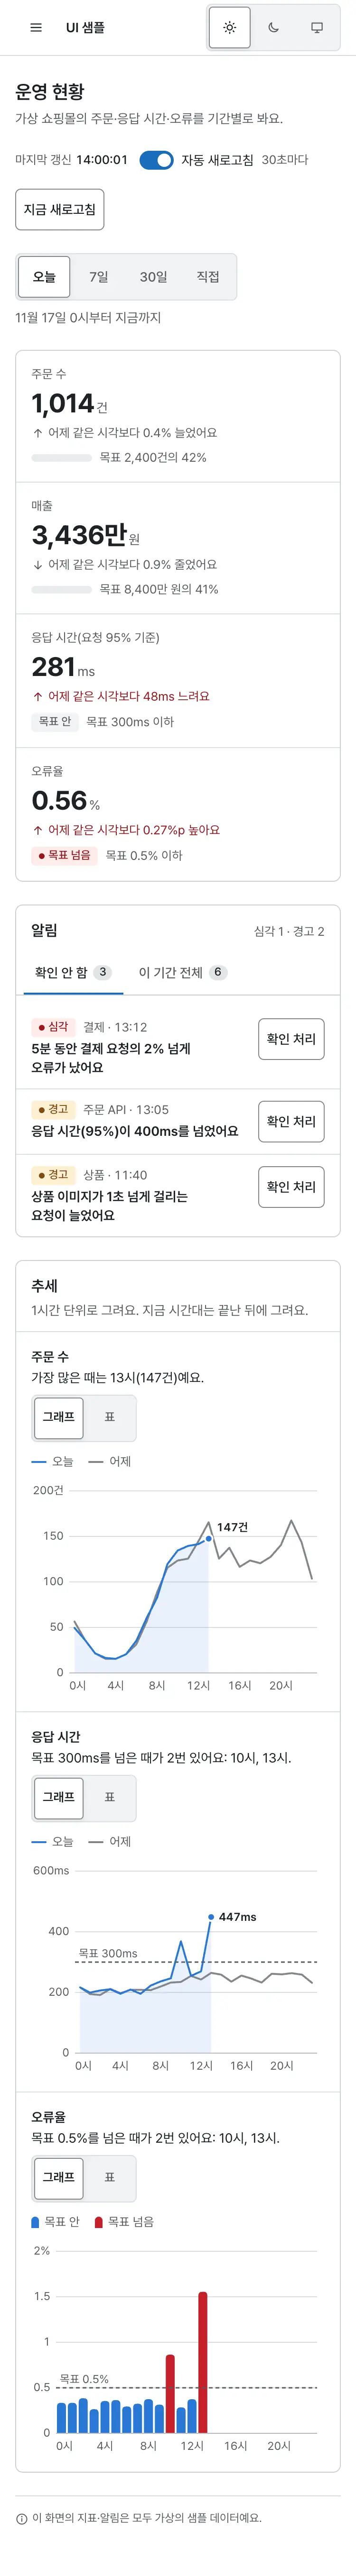 UI 샘플
운영 현황
가상 쇼핑몰의 주문·응답 시간·오류를 기간별로 봐요.
마지막 갱신 14:00:01 자동 새로고침 30초마다
지금 새로고침
오늘 7일 30일 직접
11월 17일 0시부터 지금까지
주문 수
1,014건
↑ 어제 같은 시각보다 0.4% 늘었어요
목표 2,400건의 42%
매출
3,436만원
↓ 어제 같은 시각보다 0.9% 줄었어요
목표 8,400만 원의 41%
응답 시간(요청 95% 기준)
281ms
↑ 어제 같은 시각보다 48ms 느려요
목표 안 목표 300ms 이하
오류율
0.56%
↑ 어제 같은 시각보다 0.27%p 높아요
목표 넘음 목표 0.5% 이하
알림 심각 1 · 경고 2
확인 안 함 3 이 기간 전체 6
심각 결제 · 13:12
5분 동안 결제 요청의 2% 넘게
오류가 났어요
확인 처리
경고 주문 API · 13:05
응답 시간(95%)이 400ms를 넘었어요
확인 처리
경고 상품 · 11:40
상품 이미지가 1초 넘게 걸리는
요청이 늘었어요
확인 처리
추세
1시간 단위로 그려요. 지금 시간대는 끝난 뒤에 그려요.
주문 수
가장 많은 때는 13시(147건)예요.
그래프 표
오늘 어제
200건
147건
150
100
50
0
0시 4시 8시 12시 16시 20시
응답 시간
목표 300ms를 넘은 때가 2번 있어요: 10시, 13시.
그래프 표
오늘 어제
600ms
447ms
400
목표 300ms
200
0
0시 4시 8시 12시 16시 20시
오류율
목표 0.5%를 넘은 때가 2번 있어요: 10시, 13시.
그래프 표
목표 안 목표 넘음
2%
1.5
1
목표 0.5%
0.5
0
0시 4시 8시 12시 16시 20시
이 화면의 지표·알림은 모두 가상의 샘플 데이터예요.